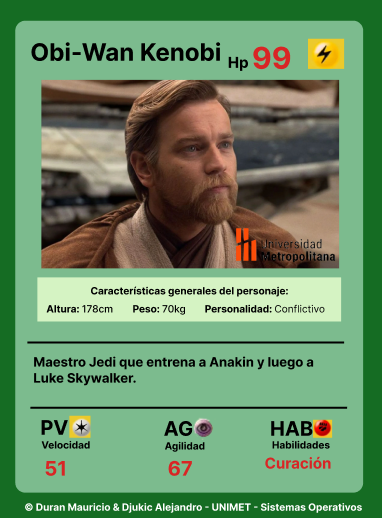 Obi-Wan Kenobi Hp 99
Universidad
Metropolitana
Características generales del personaje:
Altura: 178cm Peso: 70kg Personalidad: Conflictivo
Maestro Jedi que entrena a Anakin y luego a
Luke Skywalker.
PV AG HAB
Velocidad Agilidad Habilidades
51 67 Curación
© Duran Mauricio & Djukic Alejandro - UNIMET - Sistemas Operativos